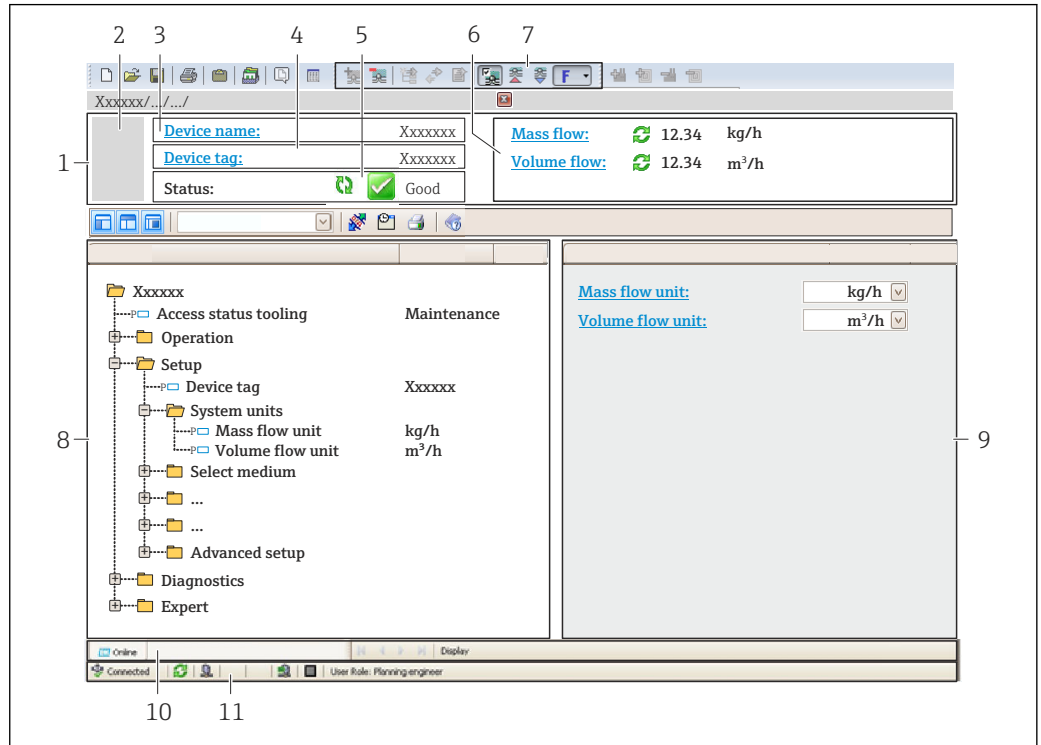 2 3 4 5 6 7
F
Xxxxxx/.../.../
Device name: Xxxxxxx
Device tag: Xxxxxxx
Status: Good
Mass flow: 12.34 kg/h
Volume flow: 12.34 m³/h
1
Xxxxxx
P Access status tooling Maintenance
Operation
Setup
P Device tag Xxxxxx
System units
P Mass flow unit kg/h
P Volume flow unit m³/h
Select medium
...
...
Advanced setup
Diagnostics
Expert
Mass flow unit: kg/h
Volume flow unit: m³/h
8
9
Online Display
Connected User Role: Planning engineer
10 11